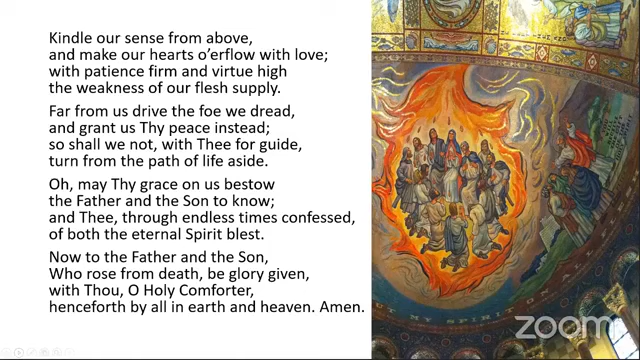 Kindle our sense from above,
and make our hearts o’erflow with love;
with patience firm and virtue high
the weakness of our flesh supply.
Far from us drive the foe we dread,
and grant us Thy peace instead;
so shall we not, with Thee for guide,
turn from the path of life aside.
Oh, may Thy grace on us bestow
the Father and the Son to know;
and Thee, through endless times confessed,
of both the eternal Spirit blest.
Now to the Father and the Son,
Who rose from death, be glory given,
with Thou, O Holy Comforter,
henceforth by all in earth and heaven. Amen.
MY SPIRIT ON ALL
zoom